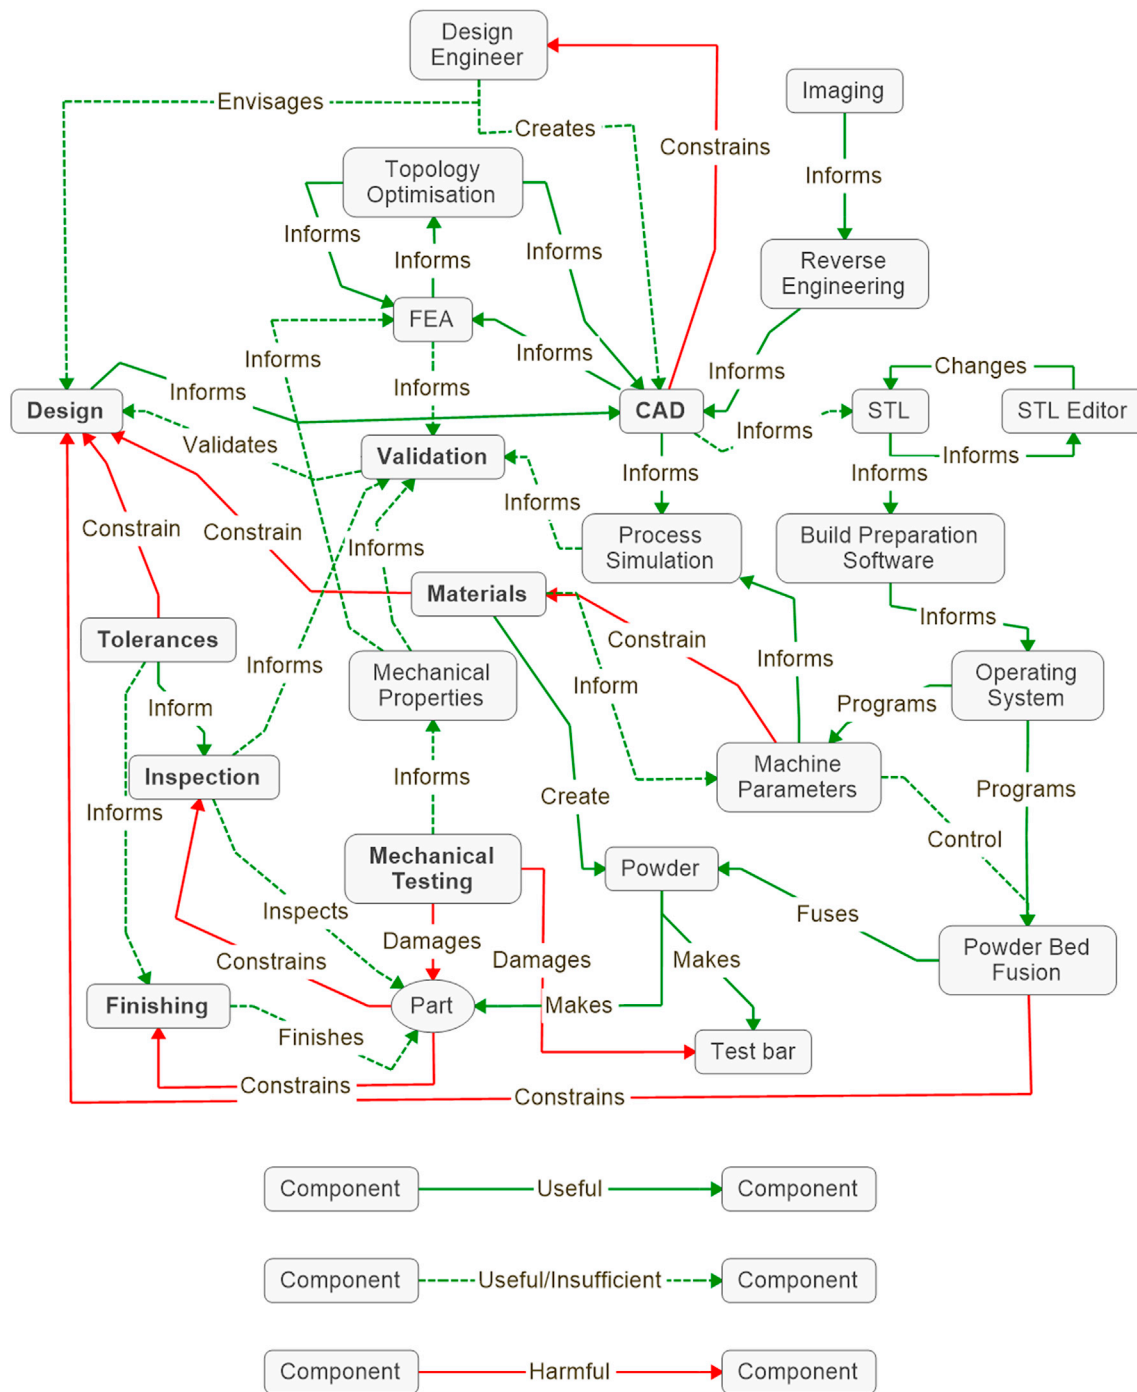 Design
Engineer
Imaging
Envisages
Creates
Constrains
Topology
Optimisation
Informs
Informs
Informs
Informs
Reverse
Engineering
FEA
Informs
Informs
Informs
Informs
Changes
Informs
Design
CAD
STL
STL Editor
Validates
Informs
Validation
Informs
Informs
Informs
Informs
Constrain
Constrain
Informs
Process
Simulation
Build Preparation
Software
Materials
Tolerances
Constrain
Informs
Informs
Informs
Inform
Mechanical
Properties
Inform
Operating
System
Programs
Inspection
Informs
Machine
Parameters
Programs
Informs
Create
Control
Mechanical
Testing
Powder
Inspects
Fuses
Damages
Constrains
Damages
Makes
Powder Bed
Fusion
Finishing
Part
Makes
Finishes
Test bar
Constrains
Constrains
Component
Useful
Component
Component
Useful/Insufficient
Component
Component
Harmful
Component